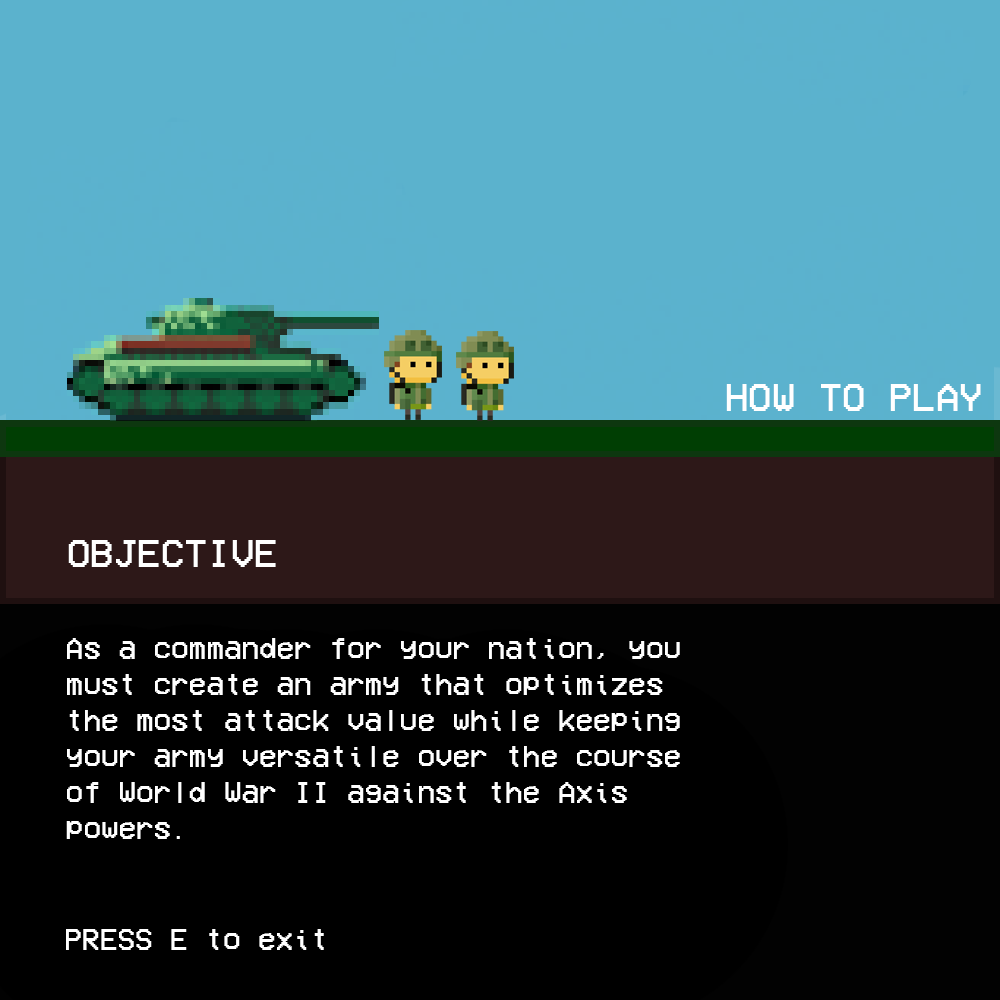 HOW TO PLAY
OBJECTIVE
As a commander for your nation, you
must create an army that optimizes
the most attack value while keeping
your army versatile over the course
of World War II against the Axis
powers.
PRESS E to exit